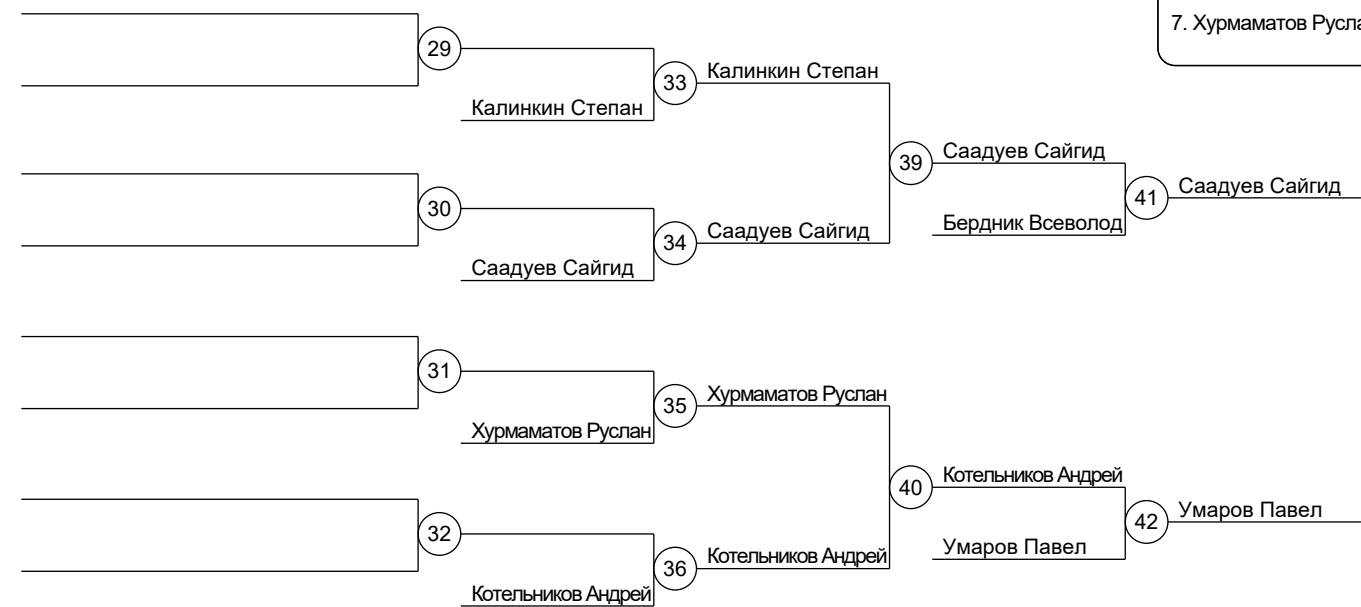 7. Хурмаматов Русла
29
33
Калинкин Степан
Калинкин Степан
39
Саадуев Сайгид
41
Саадуев Сайгид
30
34
Саадуев Сайгид
Бердник Всеволод
Саадуев Сайгид
31
35
Хурмаматов Руслан
Хурмаматов Руслан
40
Котельников Андрей
42
Умаров Павел
32
36
Котельников Андрей
Умаров Павел
Котельников Андрей